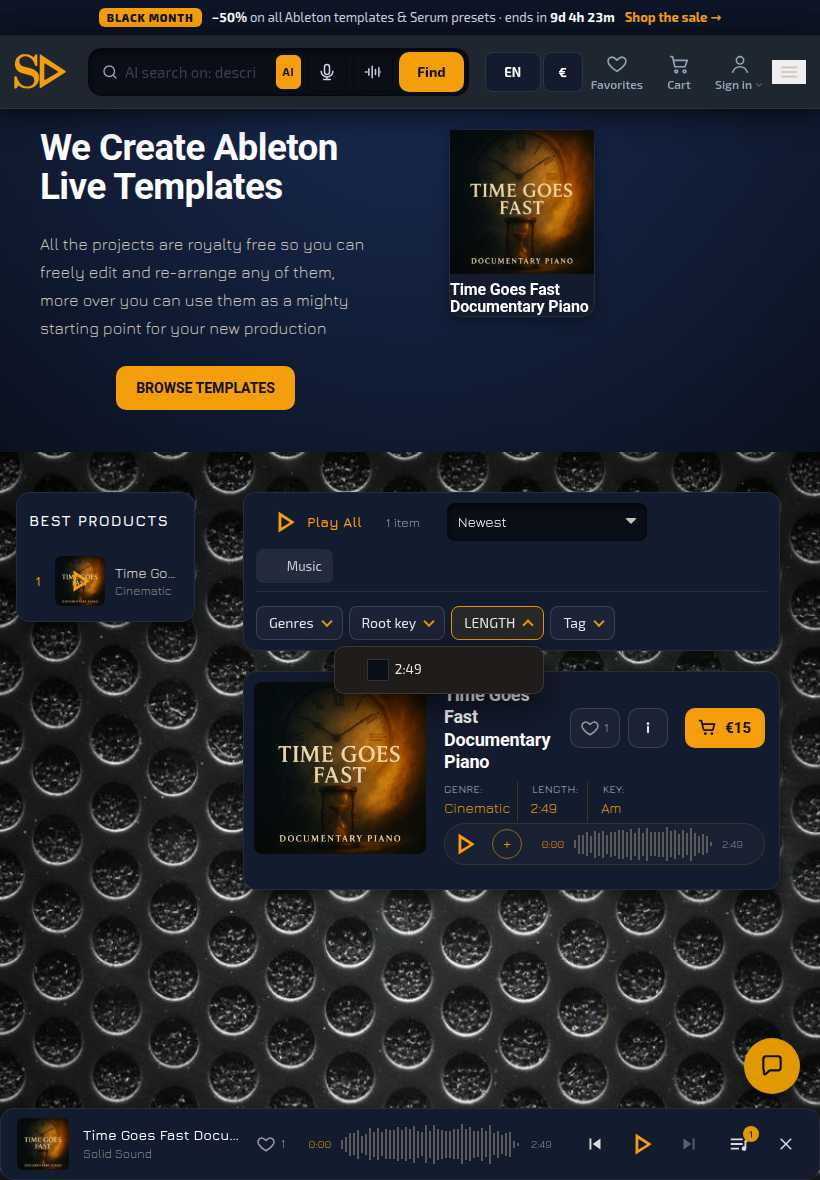 BLACK MONTH −50% on all Ableton templates & Serum presets · ends in 9d 4h 23m Shop the sale →
S
AI search on: descri
AI
Find
EN
€
Favorites
Cart
Sign in
We Create Ableton
Live Templates
All the projects are royalty free so you can
freely edit and re-arrange any of them,
more over you can use them as a mighty
starting point for your new production
BROWSE TEMPLATES
TIME GOES
FAST
DOCUMENTARY PIANO
Time Goes Fast
Documentary Piano
BEST PRODUCTS
1
TIME GOES
FAST
Time Go...
Cinematic
Play All
1 item
Newest
Music
Genres
Root key
LENGTH
Tag
2:49
TIME GOES
FAST
DOCUMENTARY PIANO
Time Goes
Fast
Documentary
Piano
1
i
€15
GENRE:
Cinematic
LENGTH:
2:49
KEY:
Am
+
0:00
2:49
TIME GOES
FAST
Time Goes Fast Docu...
Solid Sound
1
0:00
2:49
1